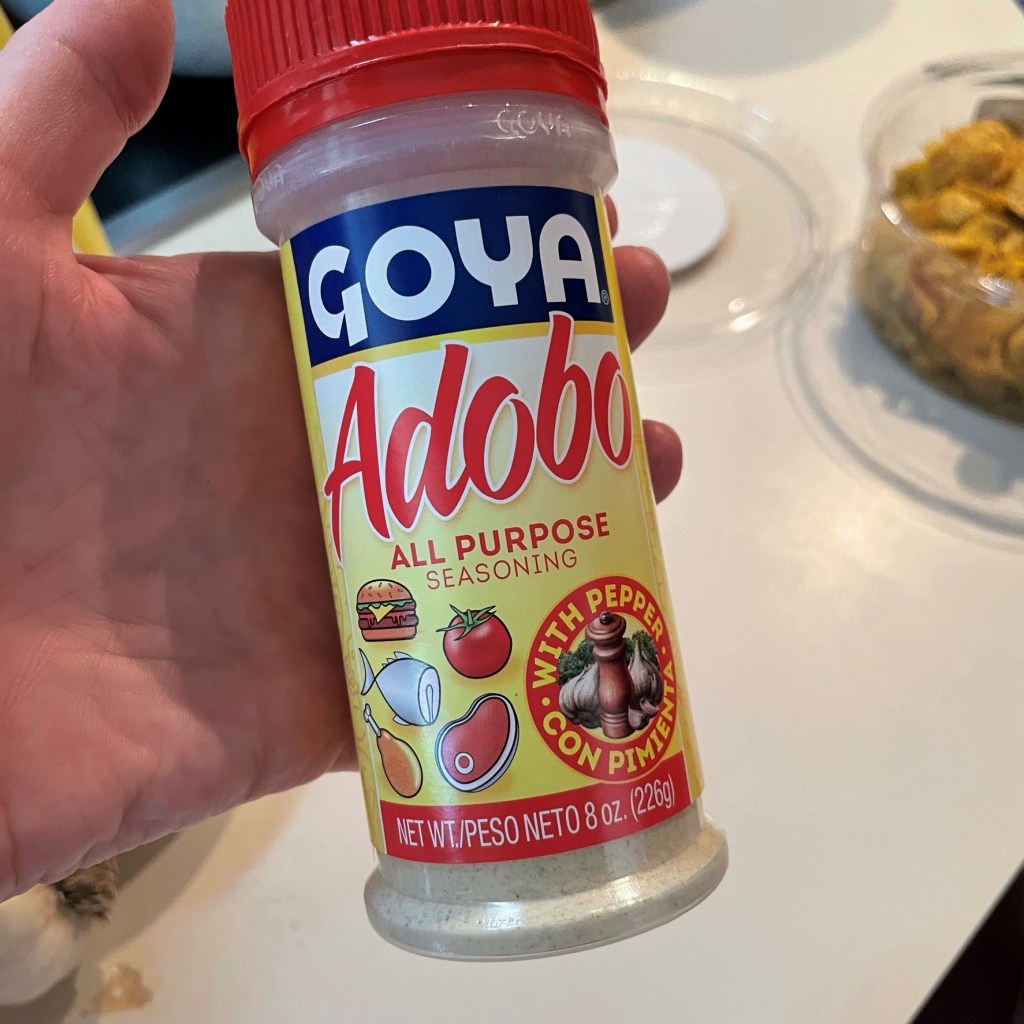 GOYA
GOYA®
Adobo
ALL PURPOSE
SEASONING
WITH PEPPER
CON PIMIENTA
NET WT./PESO NETO 8 oz. (226g)